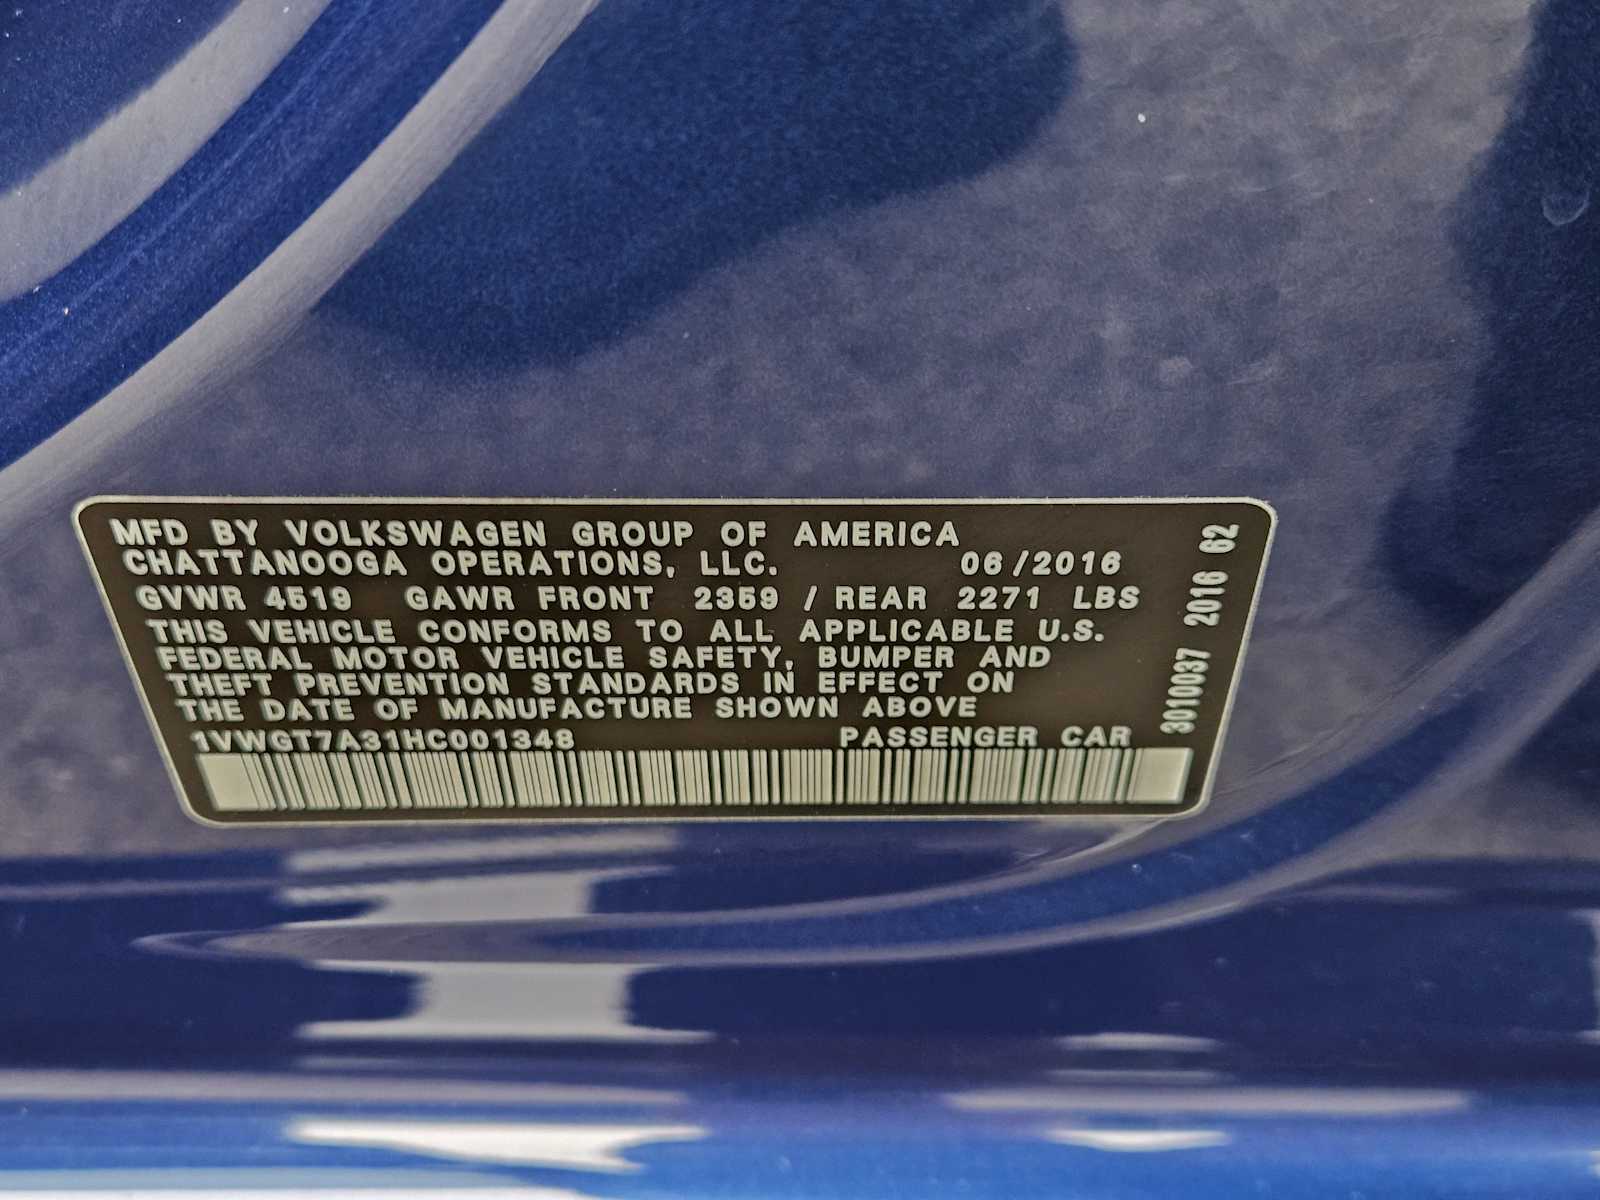 MFD BY VOLKSWAGEN GROUP OF AMERICA
CHATTANOOGA OPERATIONS, LLC. 06/2016
GVWR 4519 GAWR FRONT 2359 / REAR 2271 LBS
THIS VEHICLE CONFORMS TO ALL APPLICABLE U.S.
FEDERAL MOTOR VEHICLE SAFETY, BUMPER AND
THEFT PREVENTION STANDARDS IN EFFECT ON
THE DATE OF MANUFACTURE SHOWN ABOVE
1VWGT7A31HC001348 PASSENGER CAR
3010037 2016 62